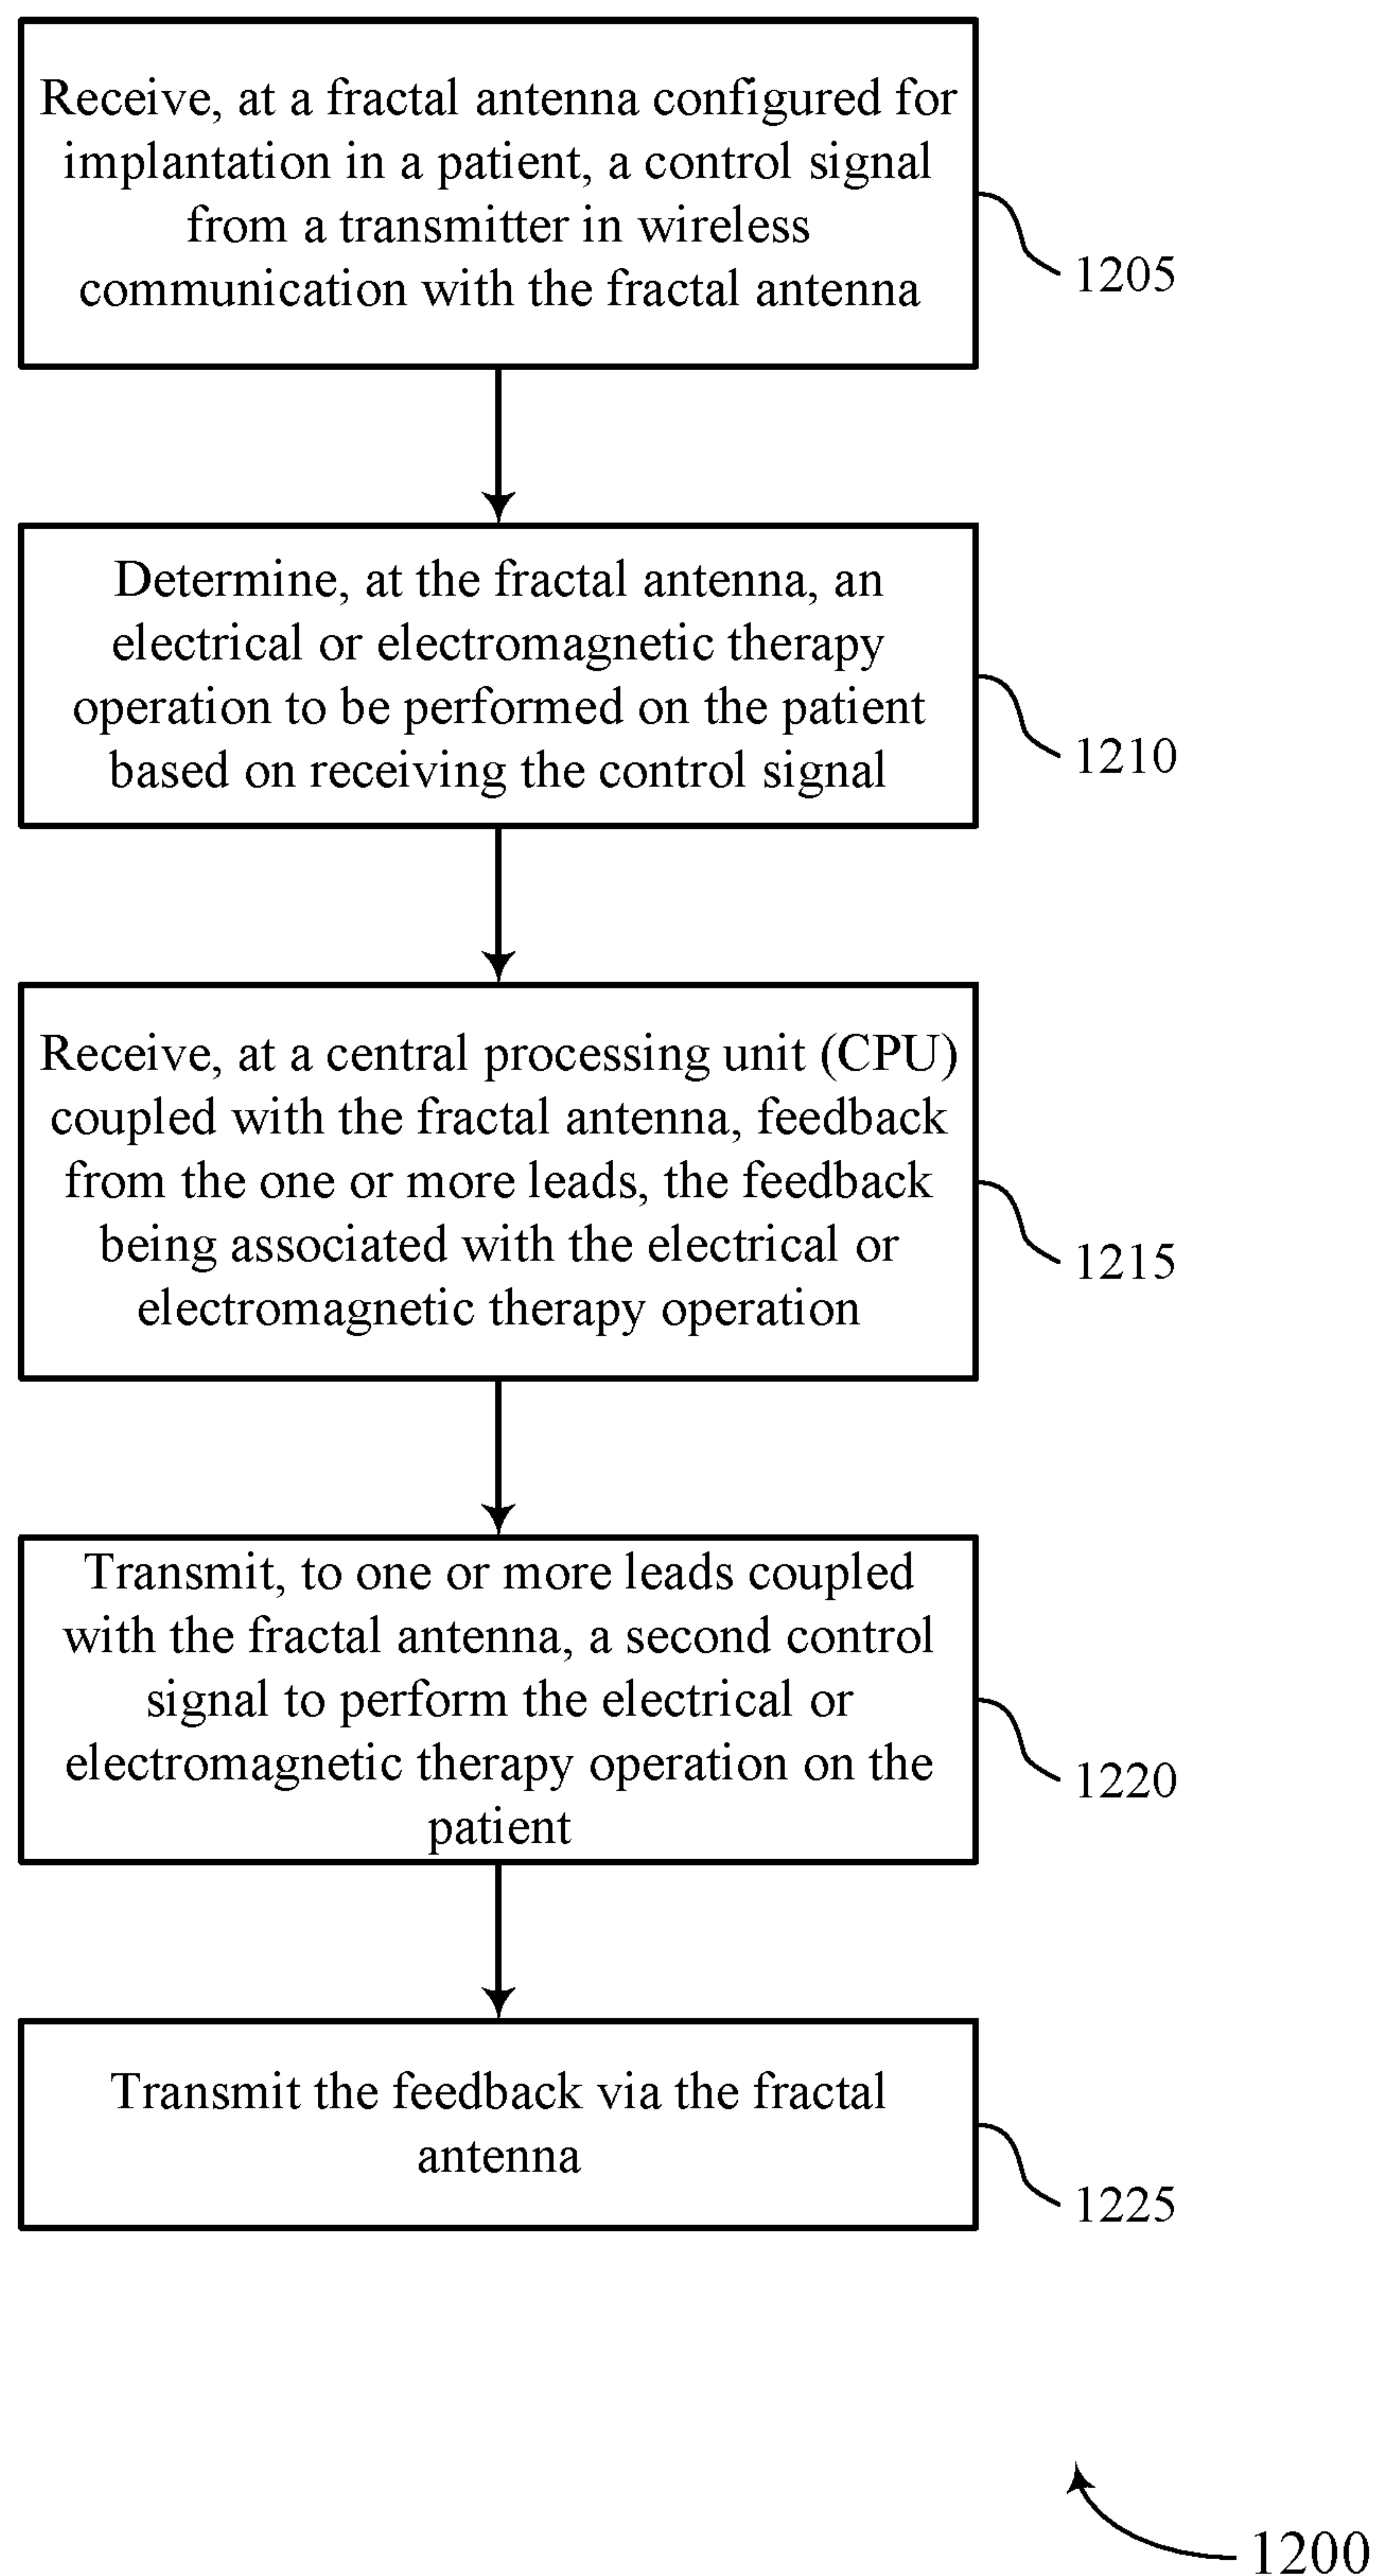 Receive, at a fractal antenna configured for
implantation in a patient, a control signal
from a transmitter in wireless
communication with the fractal antenna
1205
Determine, at the fractal antenna, an
electrical or electromagnetic therapy
operation to be performed on the patient
based on receiving the control signal
1210
Receive, at a central processing unit (CPU)
coupled with the fractal antenna, feedback
from the one or more leads, the feedback
being associated with the electrical or
electromagnetic therapy operation
1215
Transmit, to one or more leads coupled
with the fractal antenna, a second control
signal to perform the electrical or
electromagnetic therapy operation on the
patient
1220
Transmit the feedback via the fractal
antenna
1225
1200